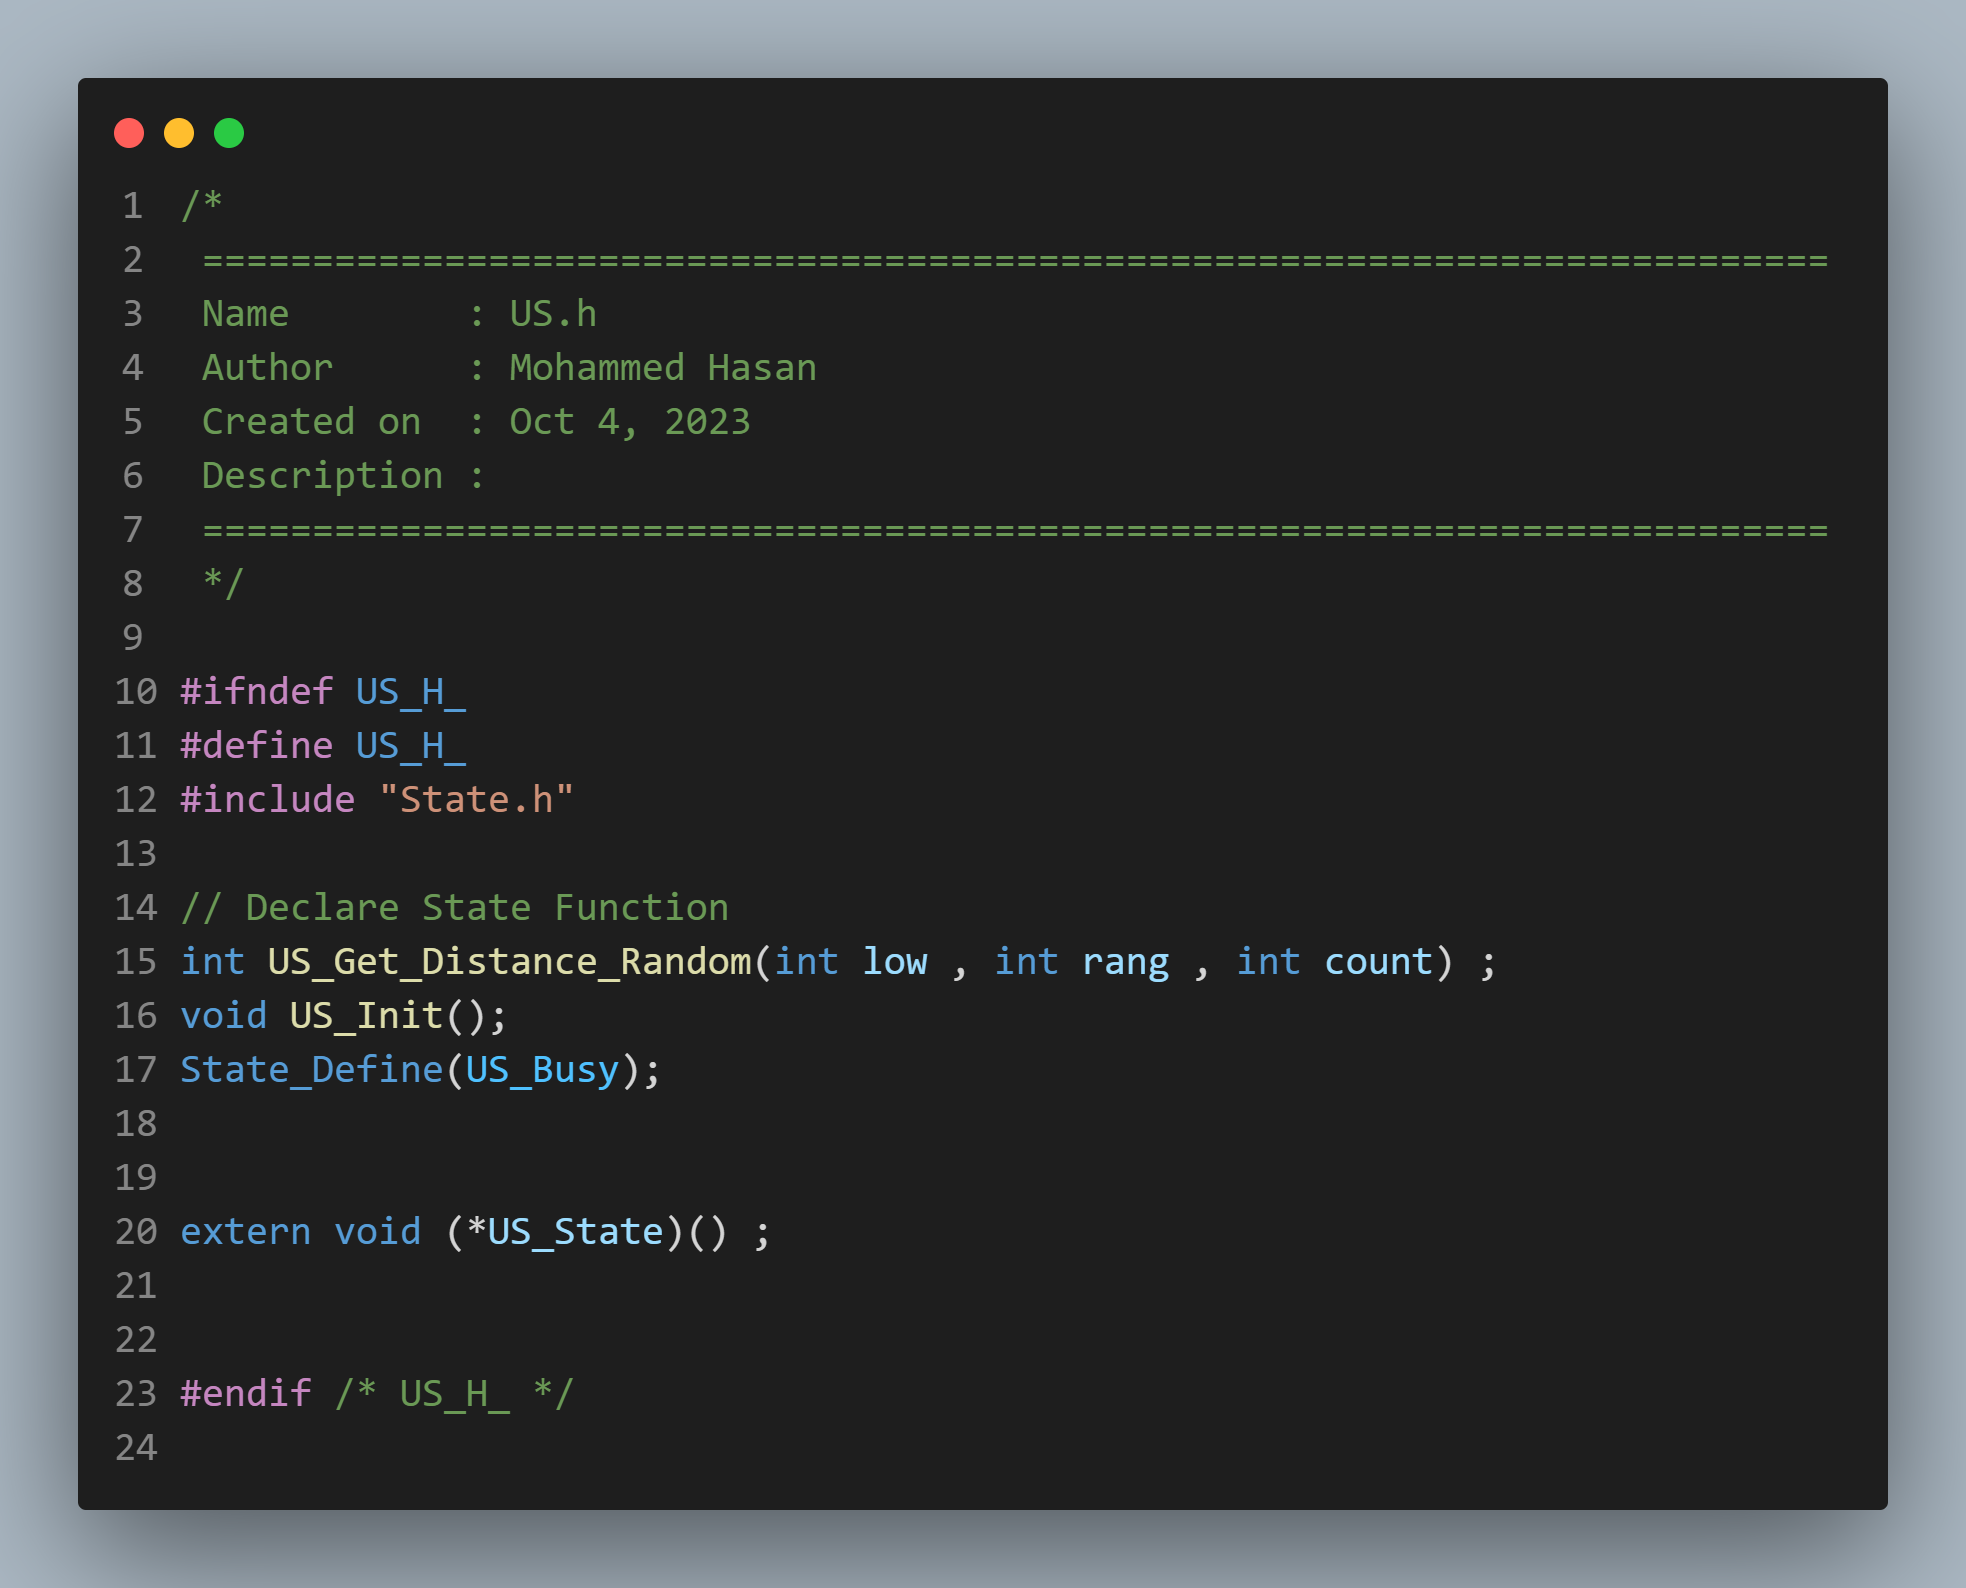 1 /*
2  ==========================================================================
3  Name        : US.h
4  Author      : Mohammed Hasan
5  Created on  : Oct 4, 2023
6  Description :
7  ==========================================================================
8  */
9
10 #ifndef US_H_
11 #define US_H_
12 #include "State.h"
13
14 // Declare State Function
15 int US_Get_Distance_Random(int low , int rang , int count) ;
16 void US_Init();
17 State_Define(US_Busy);
18
19
20 extern void (*US_State)() ;
21
22
23 #endif /* US_H_ */
24